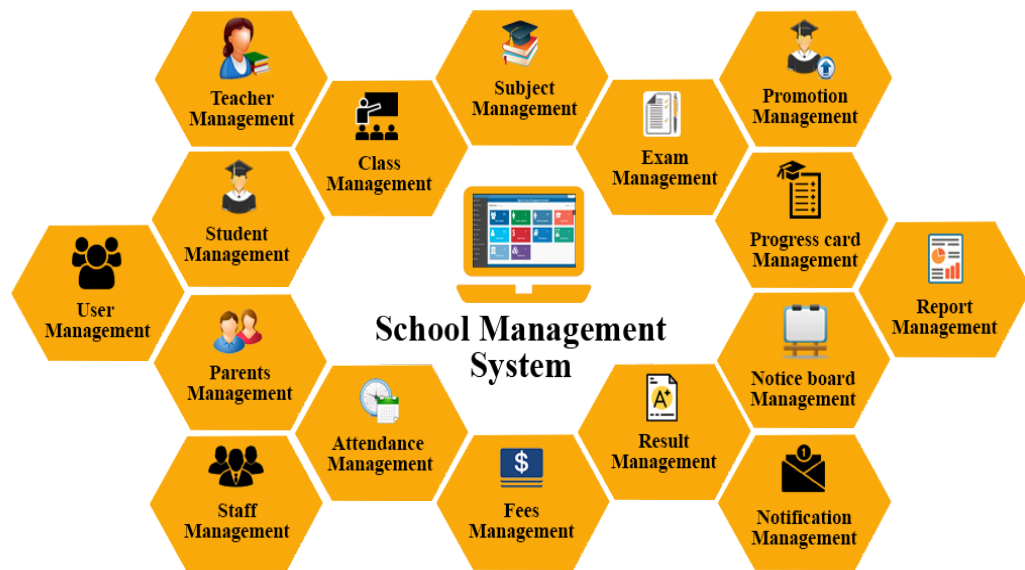 Teacher
Management
Subject
Management
Promotion
Management
Class
Management
Exam
Management
Student
Management
Progress card
Management
User
Management
Report
Management
School Management
System
Parents
Management
Notice board
Management
Attendance
Management
Result
Management
A+
Staff
Management
$
Fees
Management
1
Notification
Management